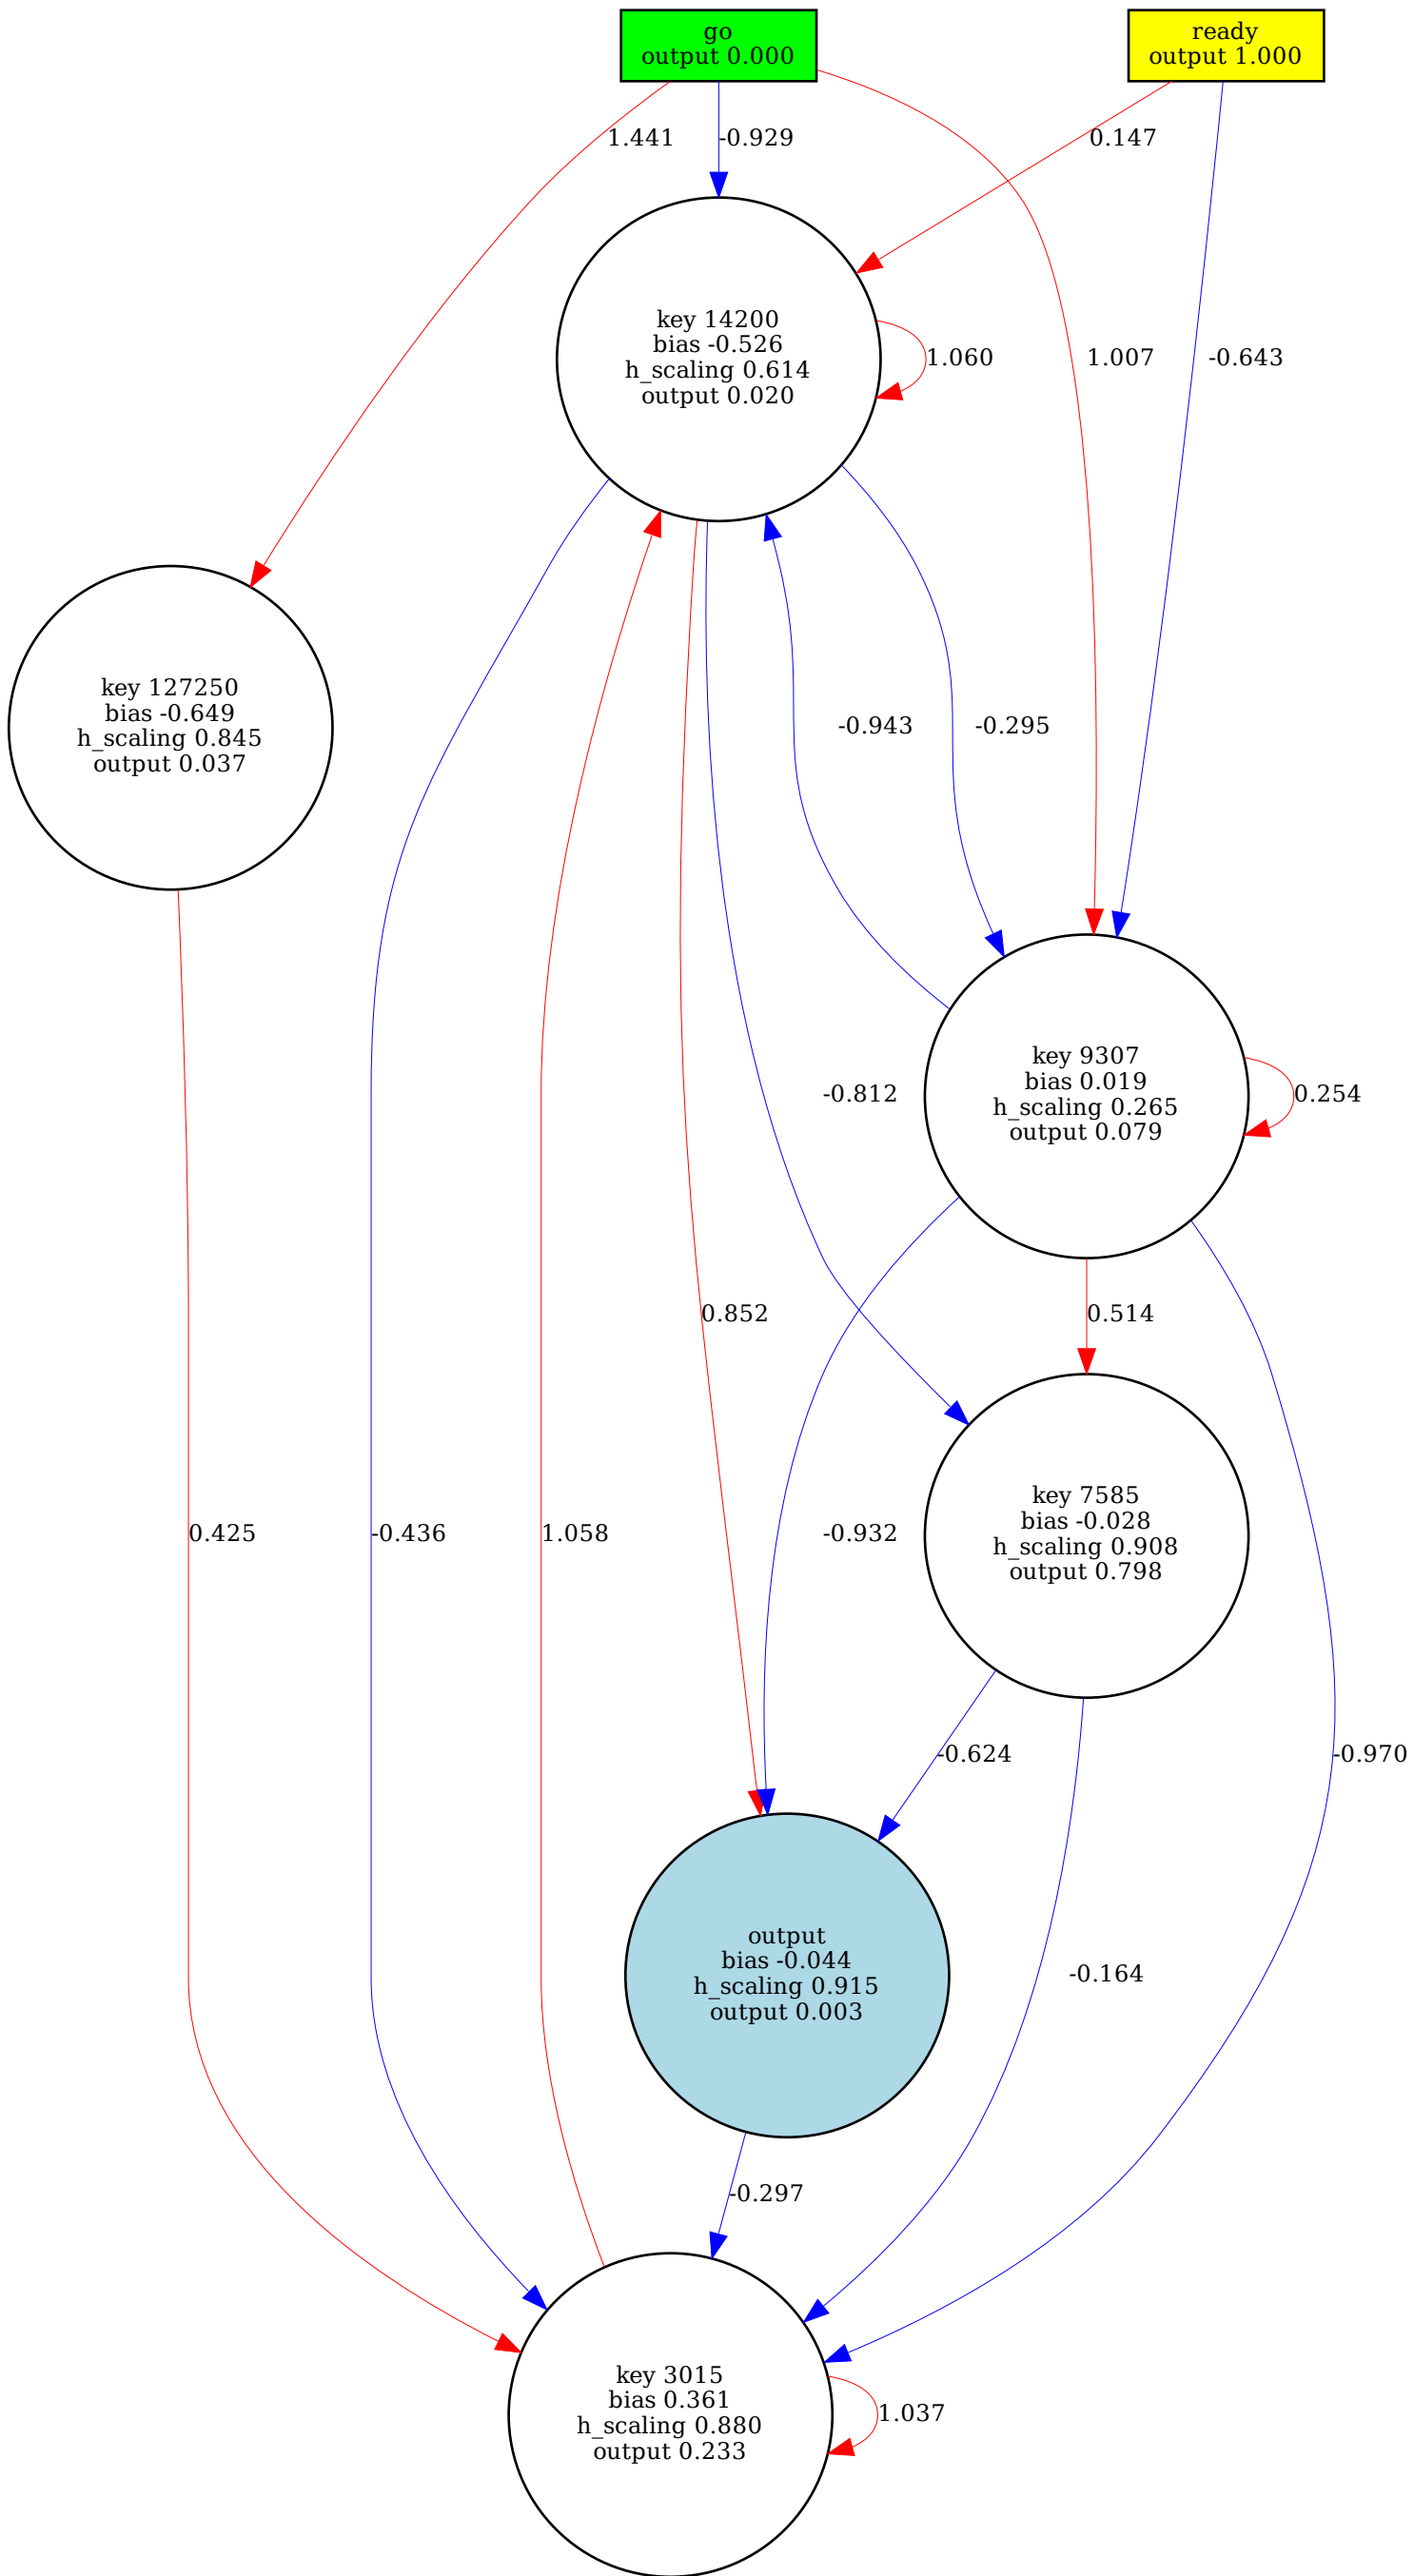 go
output 0.000
ready
output 1.000
1.441
-0.929
0.147
key 14200
bias -0.526
h_scaling 0.614
output 0.020
1.060
1.007
-0.643
key 127250
bias -0.649
h_scaling 0.845
output 0.037
-0.943
-0.295
key 9307
bias 0.019
h_scaling 0.265
output 0.079
-0.812
0.254
0.852
0.514
key 7585
bias -0.028
h_scaling 0.908
output 0.798
0.425
-0.436
1.058
-0.932
-0.624
-0.970
output
bias -0.044
h_scaling 0.915
output 0.003
-0.164
-0.297
key 3015
bias 0.361
h_scaling 0.880
output 0.233
1.037